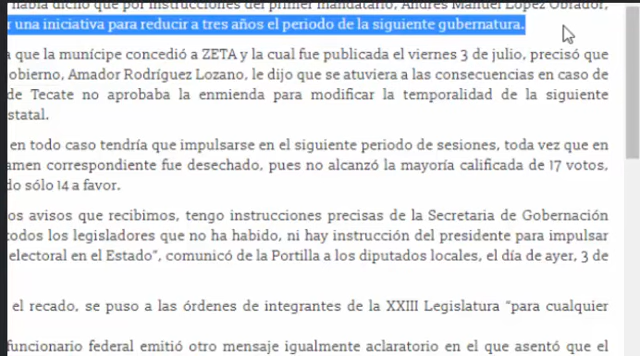 había dicho que por instrucciones del primer mandatario, Andrés Manuel López Obrador,
r una iniciativa para reducir a tres años el periodo de la siguiente gubernatura.
a que la munícipe concedió a ZETA y la cual fue publicada el viernes 3 de julio, precisó que
obierno, Amador Rodríguez Lozano, le dijo que se atuviera a las consecuencias en caso de
de Tecate no aprobaba la enmienda para modificar la temporalidad de la siguiente
statal.
en todo caso tendría que impulsarse en el siguiente periodo de sesiones, toda vez que en
amen correspondiente fue desechado, pues no alcanzó la mayoría calificada de 17 votos,
do sólo 14 a favor.
os avisos que recibimos, tengo instrucciones precisas de la Secretaria de Gobernación
todos los legisladores que no ha habido, ni hay instrucción del presidente para impulsar
electoral en el Estado”, comunicó de la Portilla a los diputados locales, el día de ayer, 3 de
el recado, se puso a las órdenes de integrantes de la XXIII Legislatura “para cualquier
funcionario federal emitió otro mensaje igualmente aclaratorio en el que asentó que el